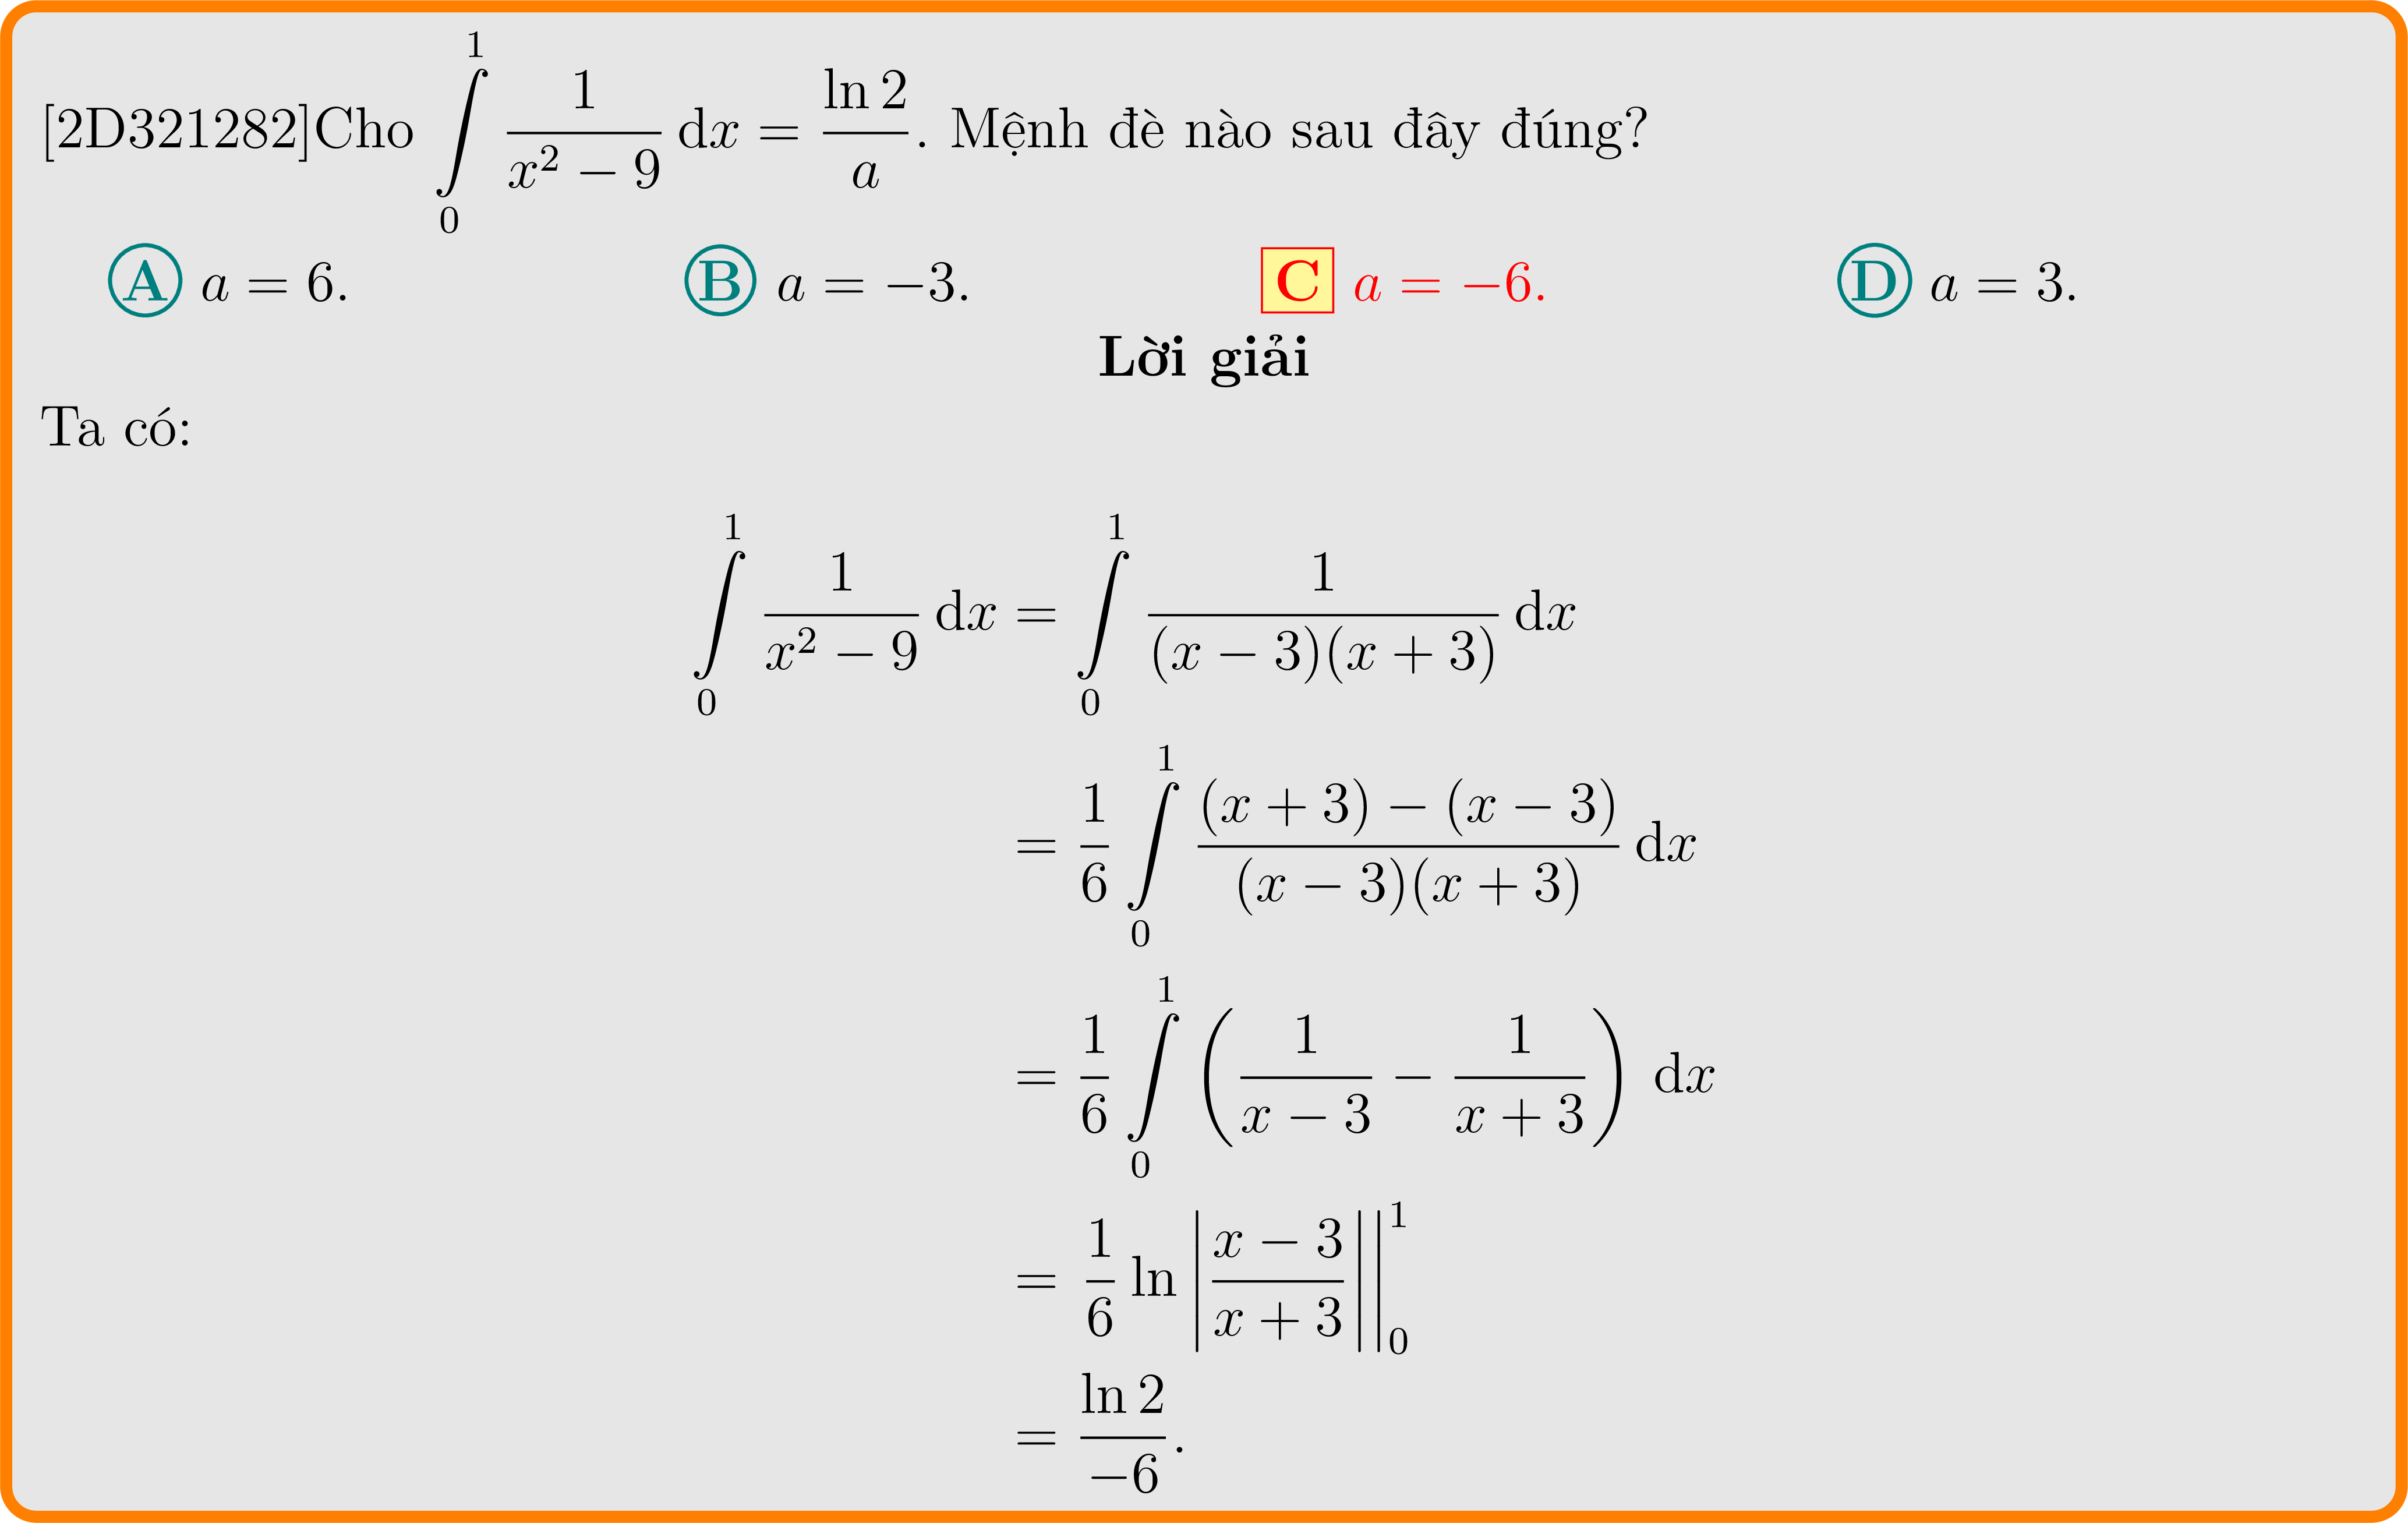 [2D321282]Cho $\int\limits_0^1 \frac{1}{x^2-9}\,\mathrm{d}x = \frac{\ln 2}{a}$. Mệnh đề nào sau đây đúng?
A $a = 6$. B $a = -3$. C $a = -6$. D $a = 3$.
Lời giải
Ta có:
$\int\limits_0^1 \frac{1}{x^2-9}\,\mathrm{d}x = \int\limits_0^1 \frac{1}{(x-3)(x+3)}\,\mathrm{d}x$
$= \frac{1}{6}\int\limits_0^1 \frac{(x+3)-(x-3)}{(x-3)(x+3)}\,\mathrm{d}x$
$= \frac{1}{6}\int\limits_0^1 \left(\frac{1}{x-3} - \frac{1}{x+3}\right)\,\mathrm{d}x$
$= \frac{1}{6}\ln\left|\frac{x-3}{x+3}\right|\Big|_0^1$
$= \frac{\ln 2}{-6}$.